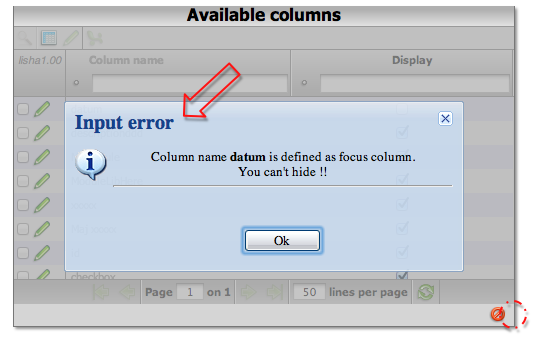 Available columns
lisha1.00 Column name Display
Input error
Column name datum is defined as focus column.
You can't hide !!
Ok
checkbox
Page 1 on 1 50 lines per page